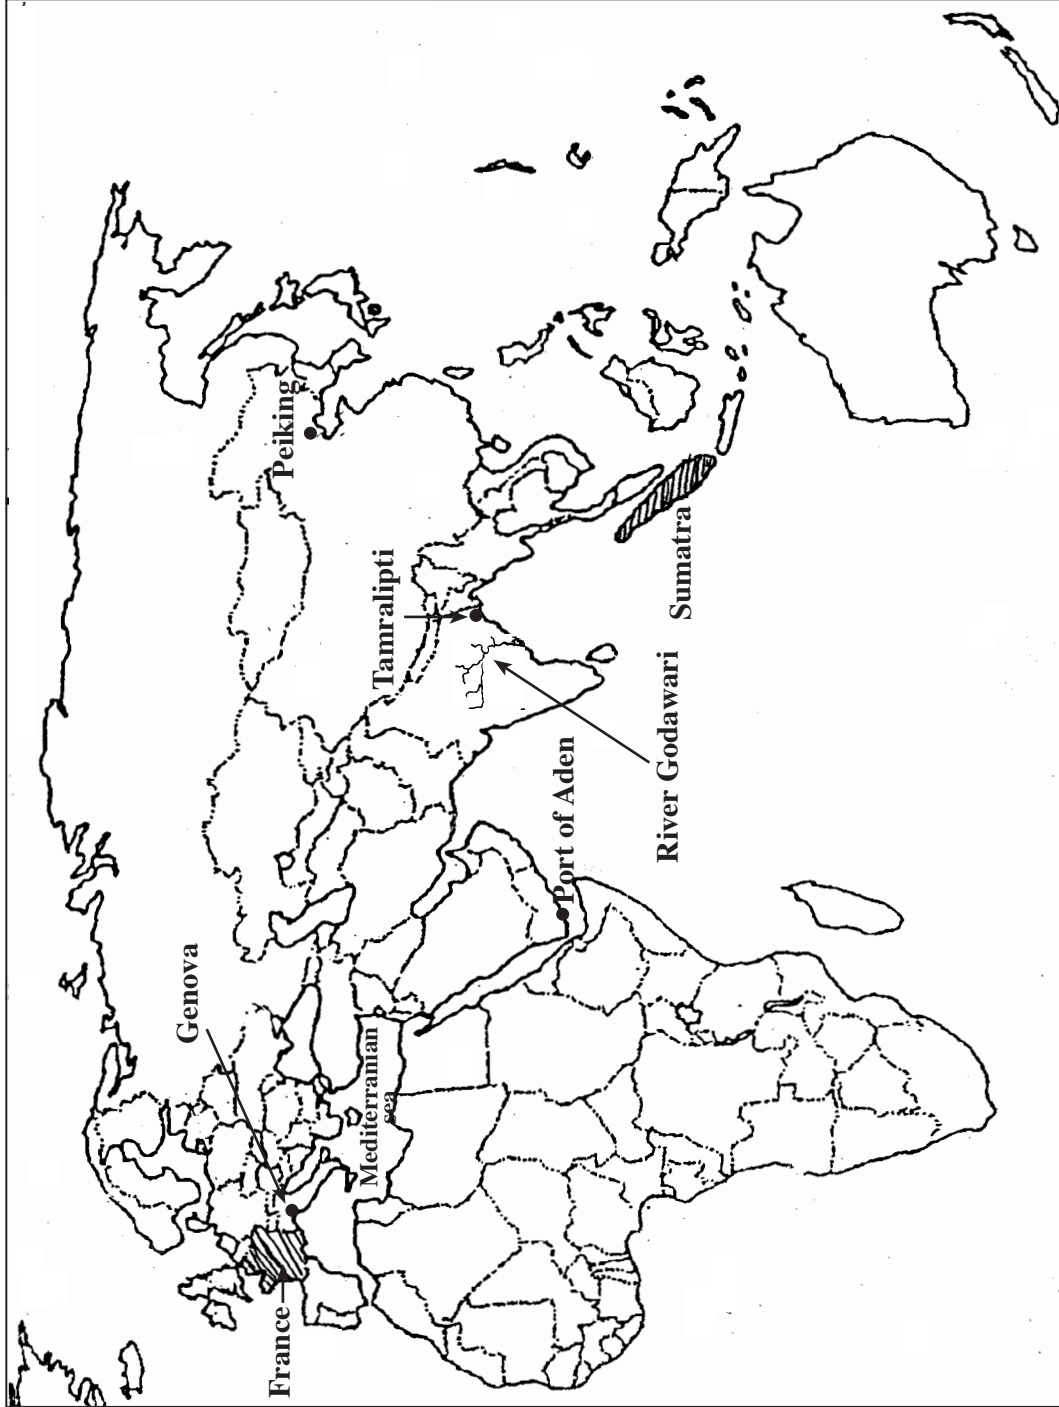 France
Genova
Mediterranian
sea
Port of Aden
River Godawari
Tamralipti
Sumatra
Peiking